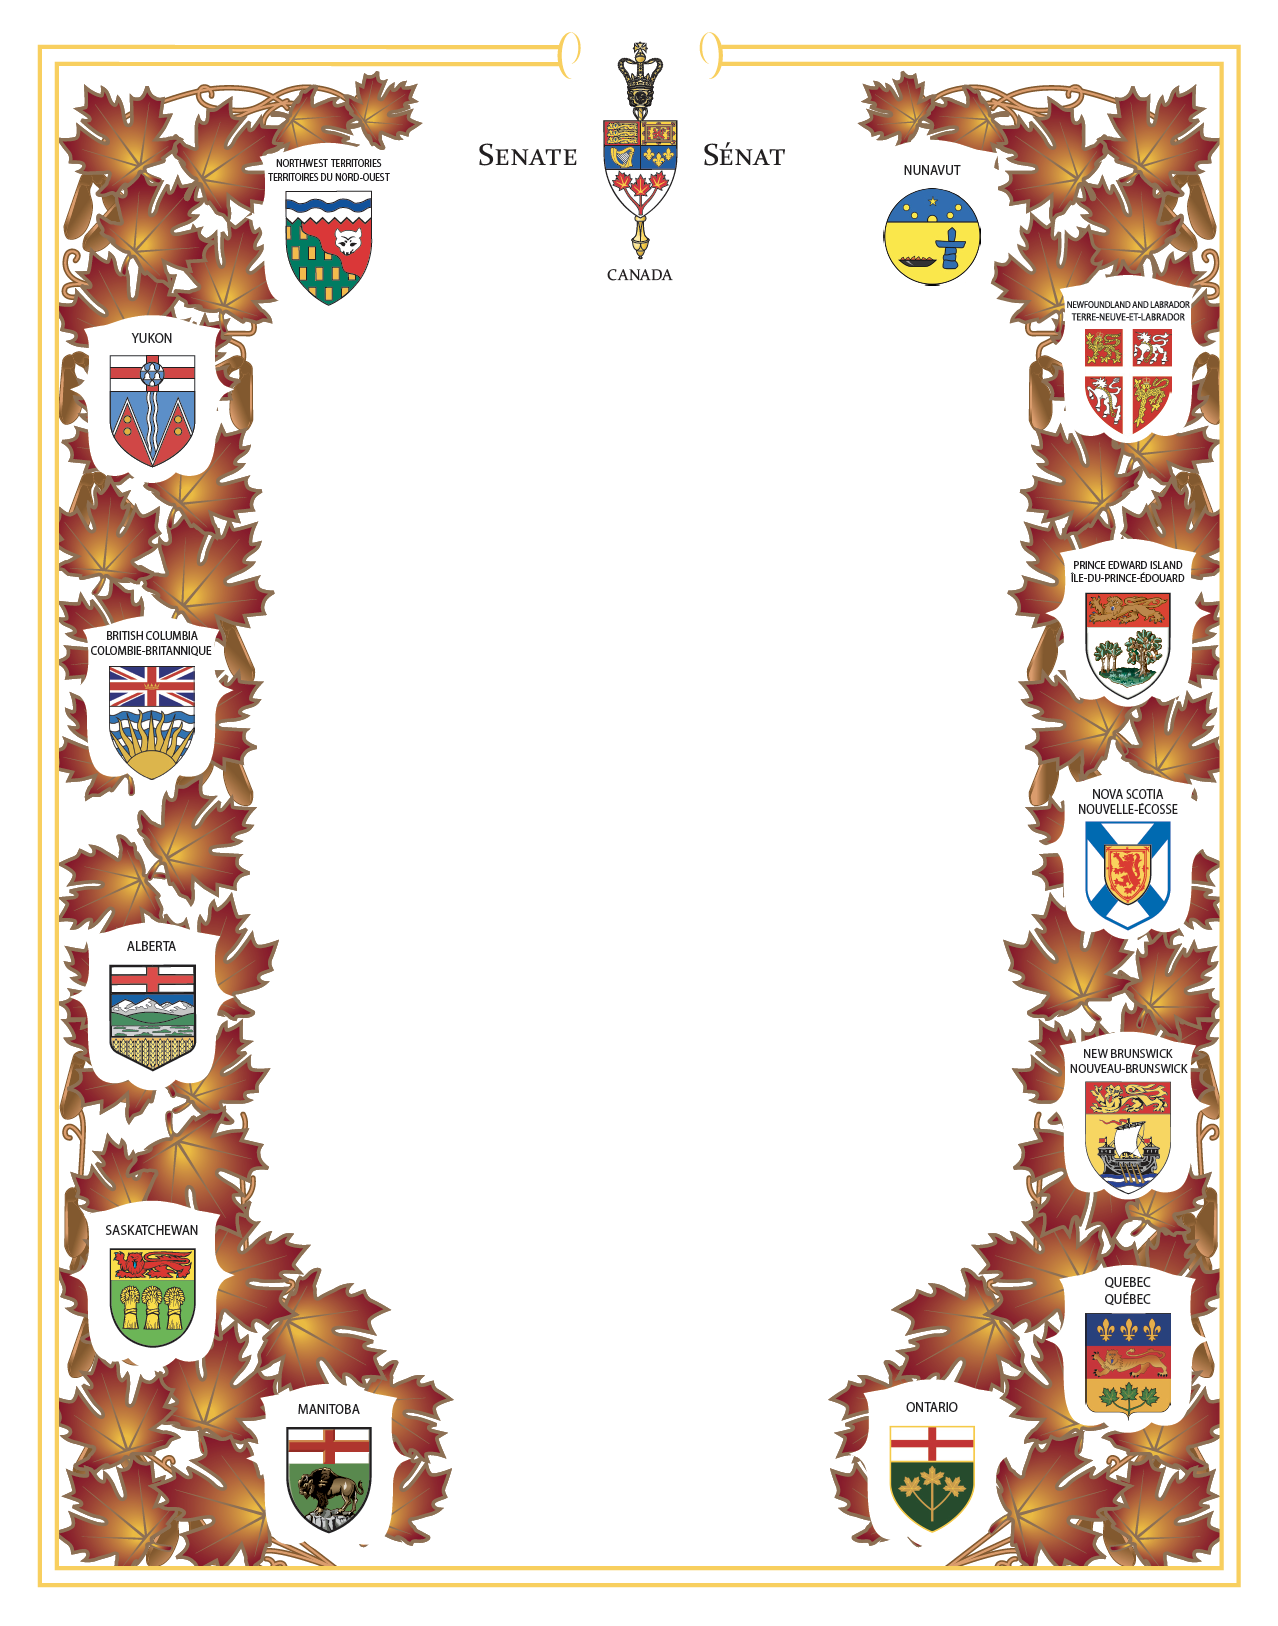 SENATE
SÉNAT
CANADA
NORTHWEST TERRITORIES
TERRITOIRES DU NORD-OUEST
NUNAVUT
YUKON
NEWFOUNDLAND AND LABRADOR
TERRE-NEUVE-ET-LABRADOR
BRITISH COLUMBIA
COLOMBIE-BRITANNIQUE
PRINCE EDWARD ISLAND
ÎLE-DU-PRINCE-ÉDOUARD
NOVA SCOTIA
NOUVELLE-ÉCOSSE
ALBERTA
NEW BRUNSWICK
NOUVEAU-BRUNSWICK
SASKATCHEWAN
QUEBEC
QUÉBEC
MANITOBA
ONTARIO